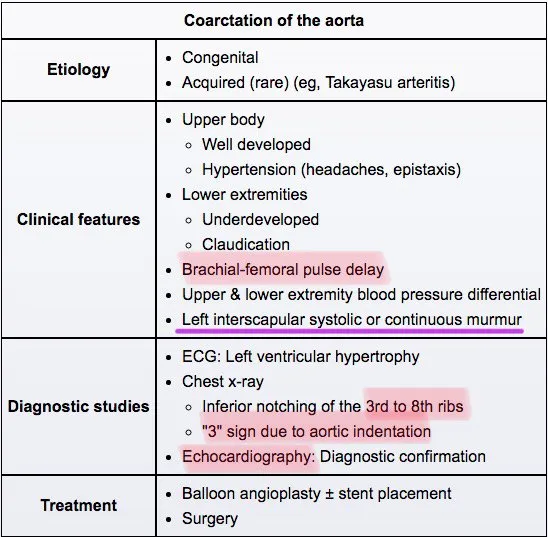 Coarctation of the aorta
Etiology
• Congenital
• Acquired (rare) (eg, Takayasu arteritis)
Clinical features
• Upper body
◦ Well developed
◦ Hypertension (headaches, epistaxis)
• Lower extremities
◦ Underdeveloped
◦ Claudication
• Brachial-femoral pulse delay
• Upper & lower extremity blood pressure differential
• Left interscapular systolic or continuous murmur
Diagnostic studies
• ECG: Left ventricular hypertrophy
• Chest x-ray
◦ Inferior notching of the 3rd to 8th ribs
◦ "3" sign due to aortic indentation
• Echocardiography: Diagnostic confirmation
Treatment
• Balloon angioplasty ± stent placement
• Surgery